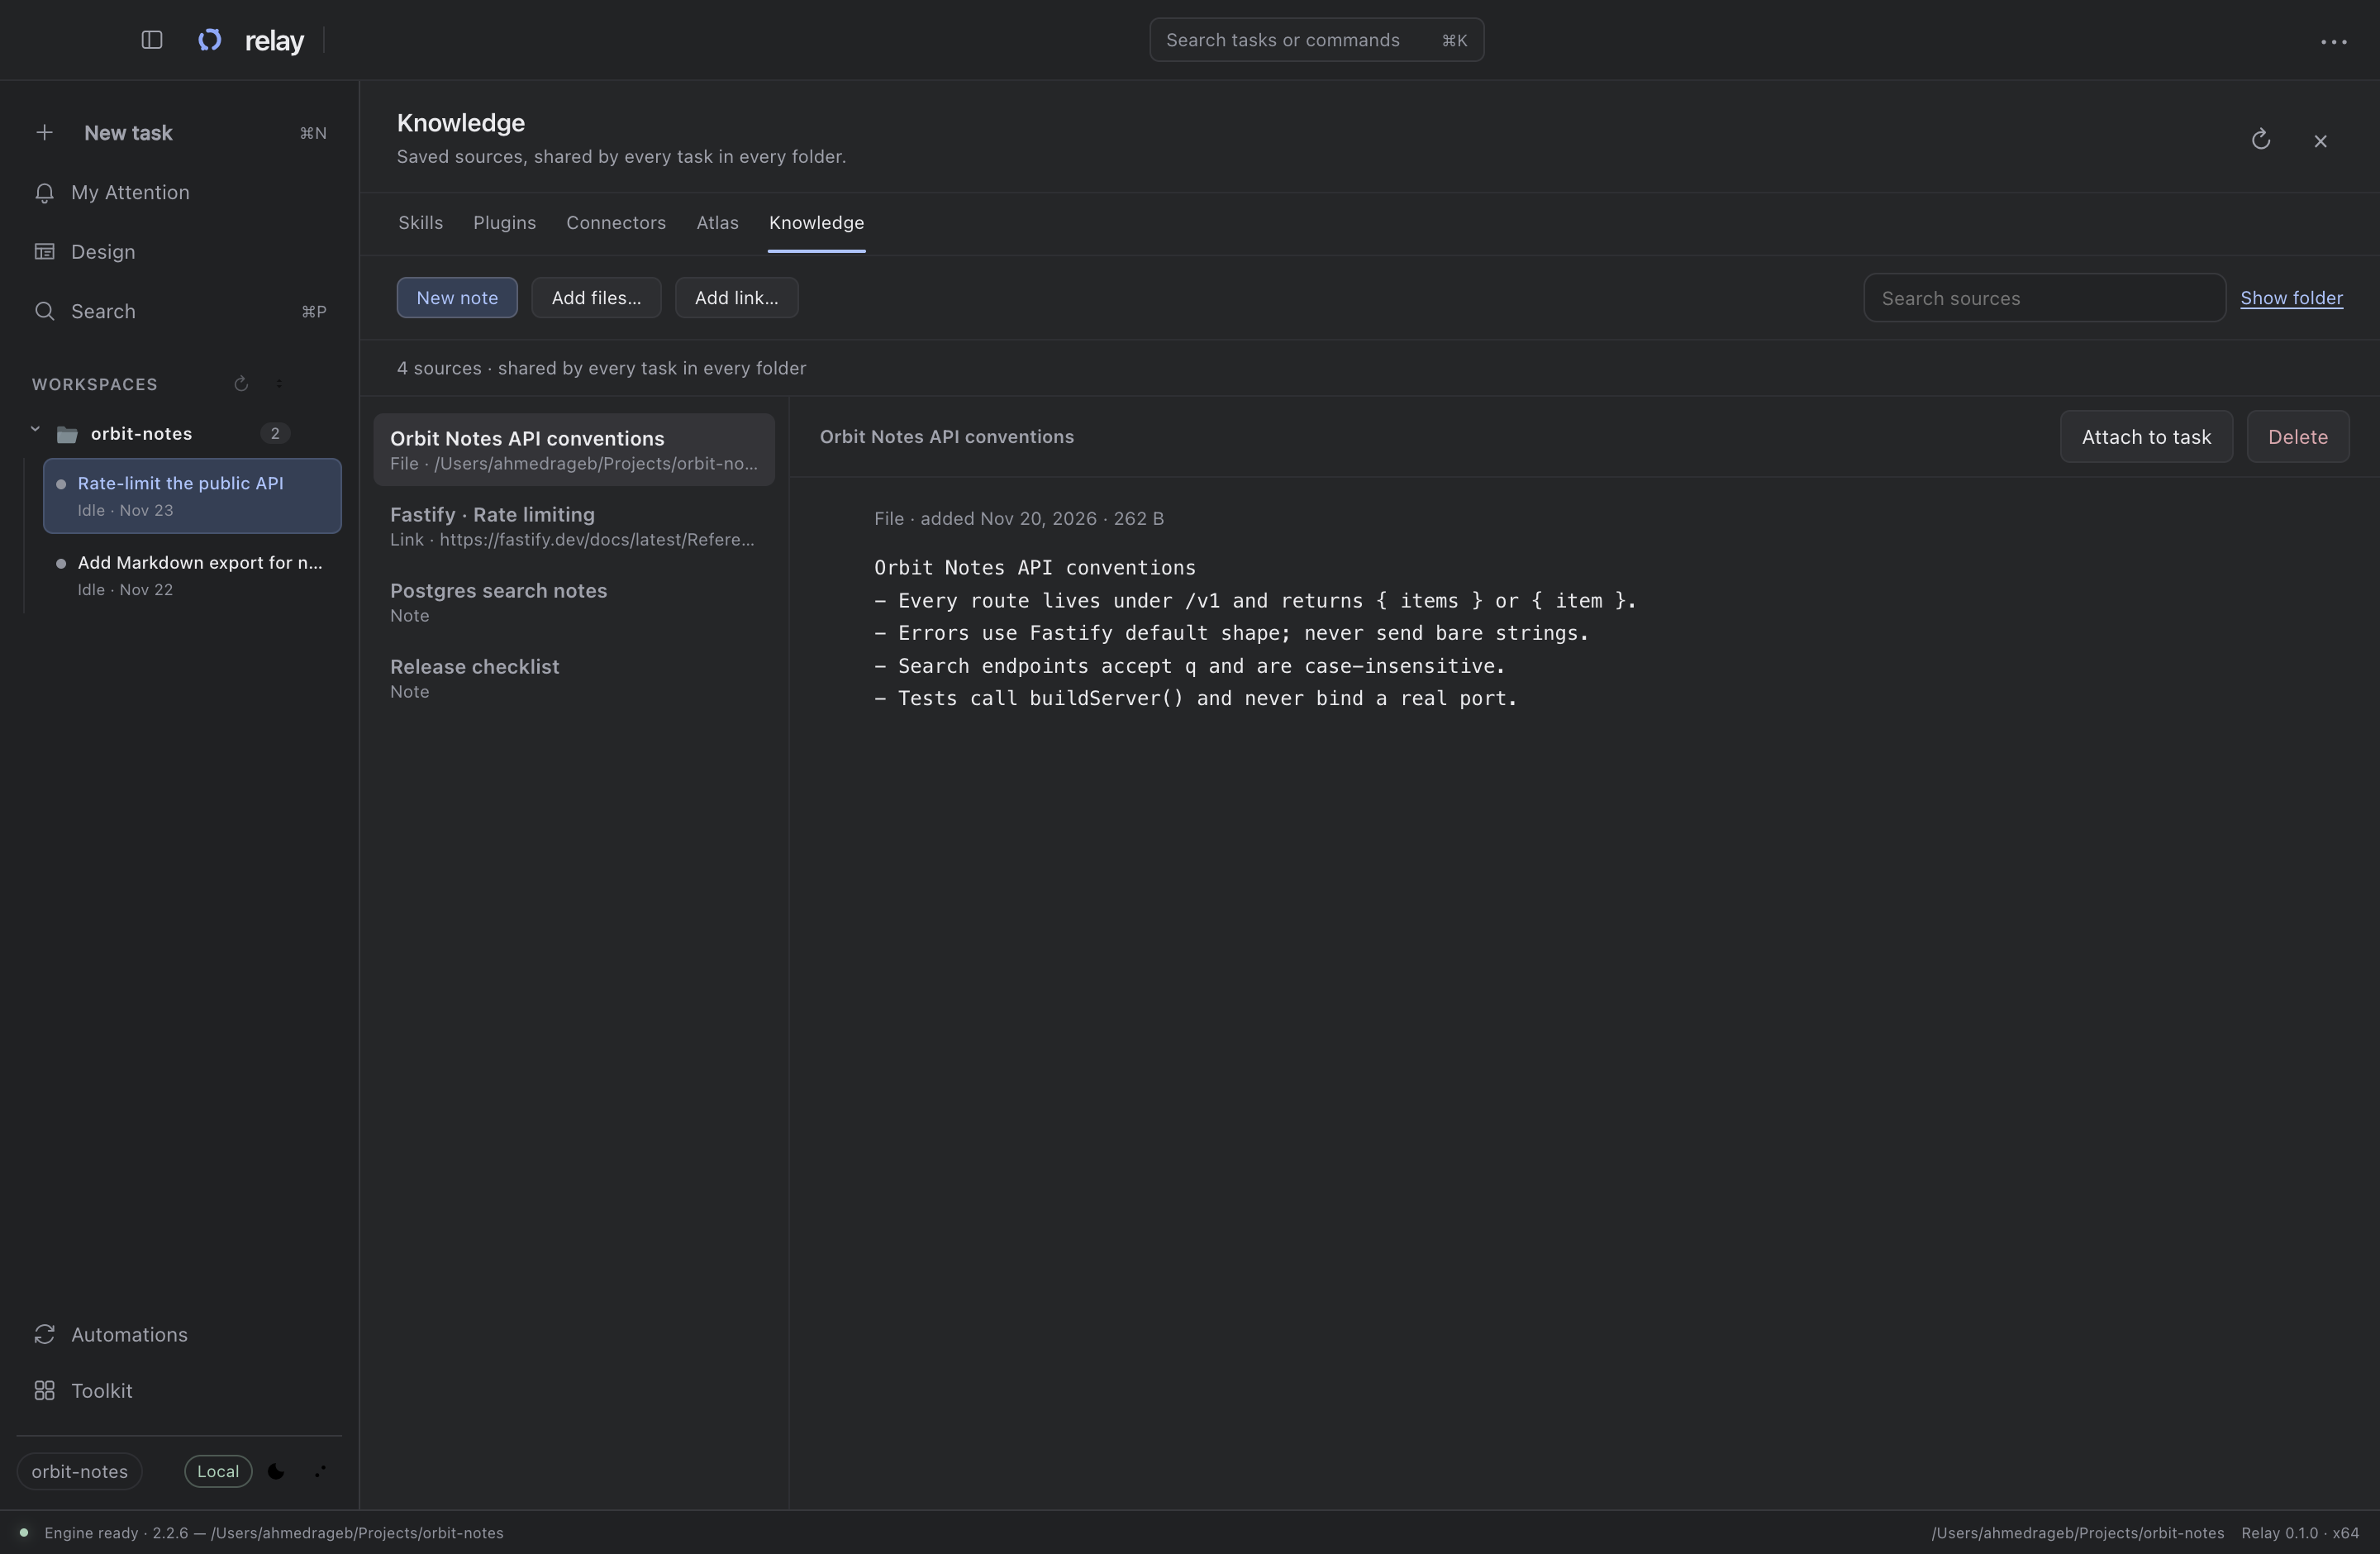 relay
Search tasks or commands ⌘K
New task ⌘N
My Attention
Design
Search ⌘P
WORKSPACES
orbit-notes 2
Rate-limit the public API
Idle · Nov 23
Add Markdown export for n...
Idle · Nov 22
Automations
Toolkit
orbit-notes Local
Knowledge
Saved sources, shared by every task in every folder.
Skills Plugins Connectors Atlas Knowledge
New note Add files... Add link... Search sources Show folder
4 sources · shared by every task in every folder
Orbit Notes API conventions
File · /Users/ahmedrageb/Projects/orbit-no...
Fastify · Rate limiting
Link · https://fastify.dev/docs/latest/Refere...
Postgres search notes
Note
Release checklist
Note
Orbit Notes API conventions Attach to task Delete
File · added Nov 20, 2026 · 262 B
Orbit Notes API conventions
- Every route lives under /v1 and returns { items } or { item }.
- Errors use Fastify default shape; never send bare strings.
- Search endpoints accept q and are case-insensitive.
- Tests call buildServer() and never bind a real port.
Engine ready · 2.2.6 — /Users/ahmedrageb/Projects/orbit-notes /Users/ahmedrageb/Projects/orbit-notes Relay 0.1.0 · x64